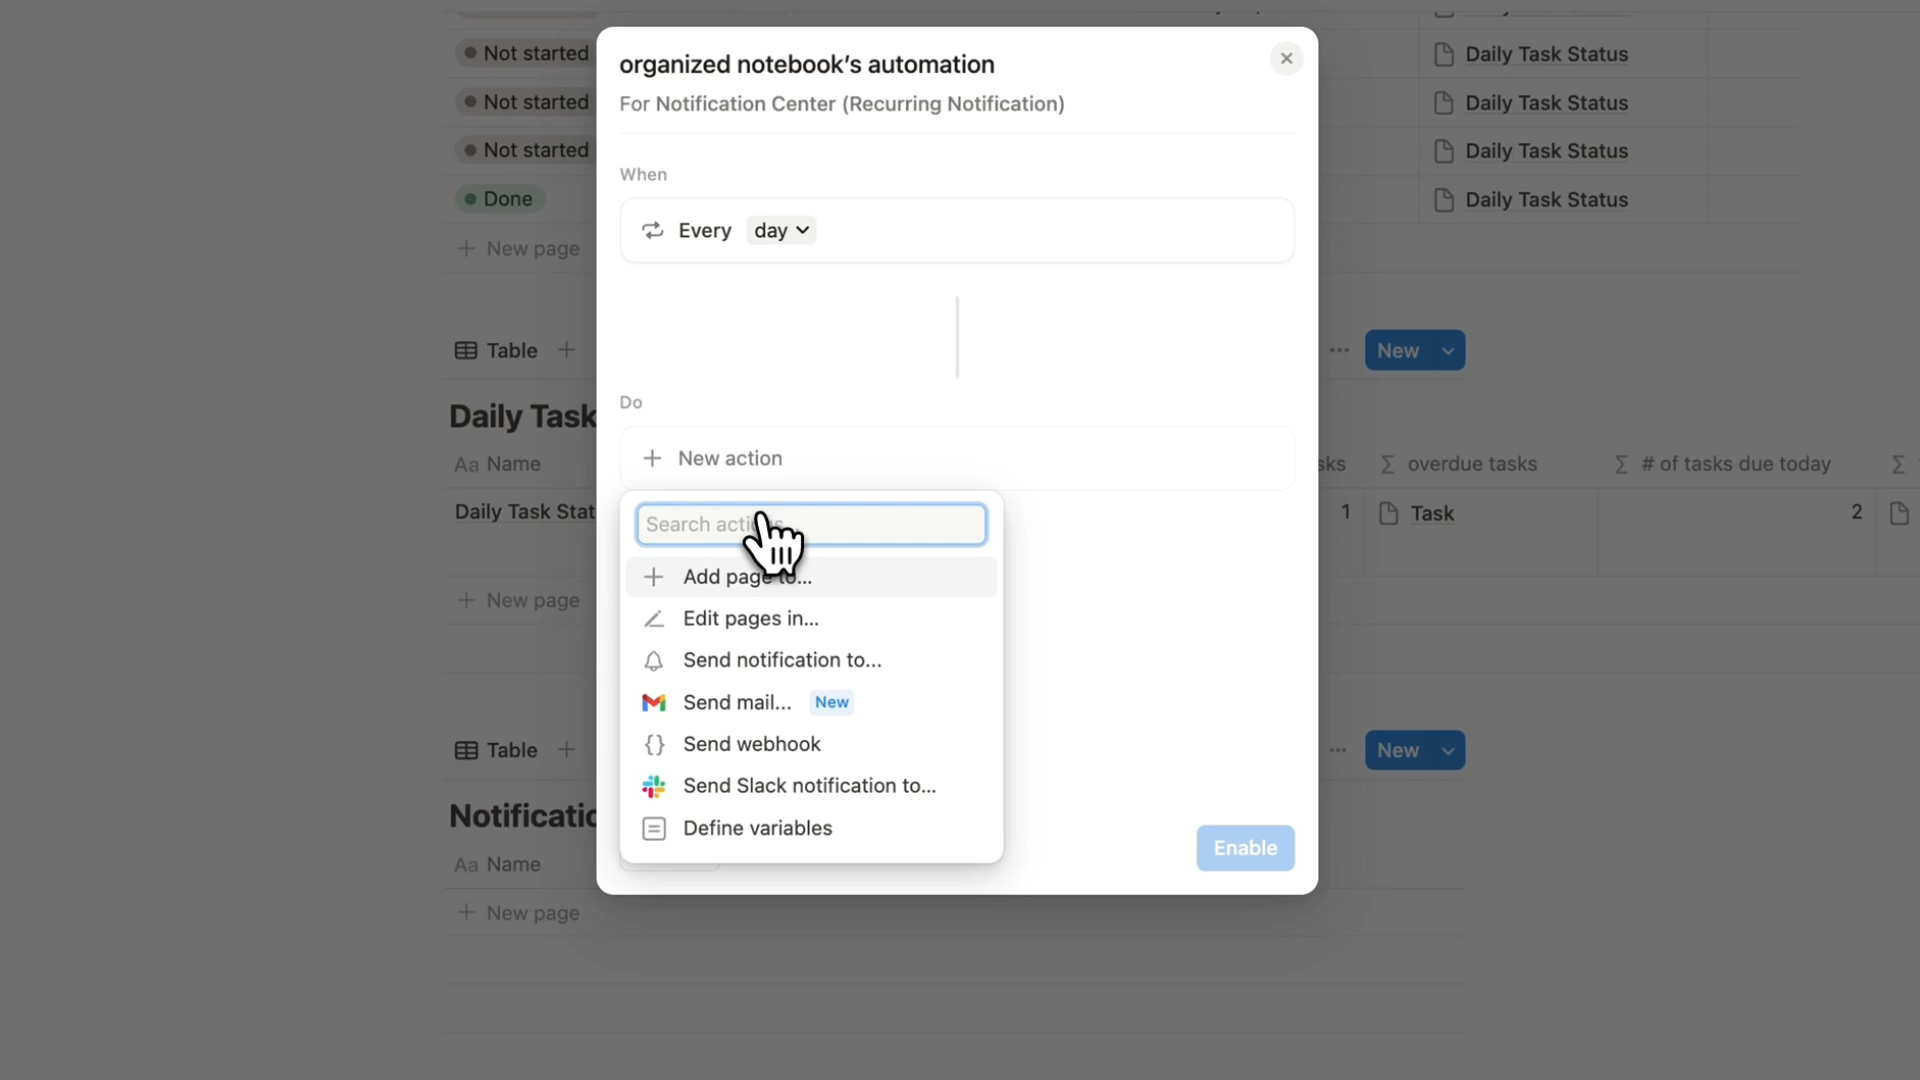 Not started
Not started
Not started
Done
+ New page
Daily Task Status
Daily Task Status
Daily Task Status
Daily Task Status
organized notebook’s automation
For Notification Center (Recurring Notification)
When
Every day
Do
+ New action
Add page to...
Edit pages in...
Send notification to...
Send mail... New
Send webhook
Send Slack notification to...
Define variables
Enable
Table +
New
Daily Task
Aa Name
overdue tasks
Σ # of tasks due today
Σ
Daily Task
1
Task
2
+ New page
Table +
New
Aa Name
+ New page
Search